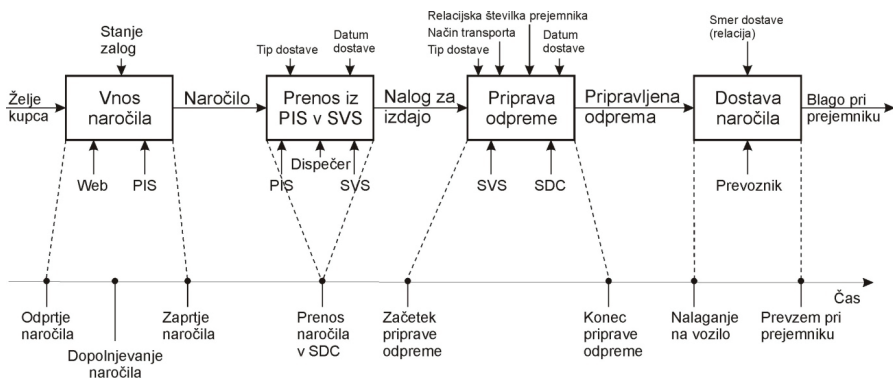 Stanje
zalog
Tip dostave
Datum
dostave
Relacijska številka prejemnika
Način transporta
Tip dostave
Datum
dostave
Smer dostave
(relacija)
Želje
kupca
Vnos
naročila
Naročilo
Prenos iz
PIS v SVS
Nalog za
izdajo
Priprava
odpreme
Pripravljena
odprema
Dostava
naročila
Blago pri
prejemniku
Web
PIS
PIS
Dispečer
SVS
SVS
SDC
Prevoznik
Čas
Odprtje
naročila
Dopolnjevanje
naročila
Zaprtje
naročila
Prenos
naročila
v SDC
Začetek
priprave
odpreme
Konec
priprave
odpreme
Nalaganje
na vozilo
Prevzem pri
prejemniku